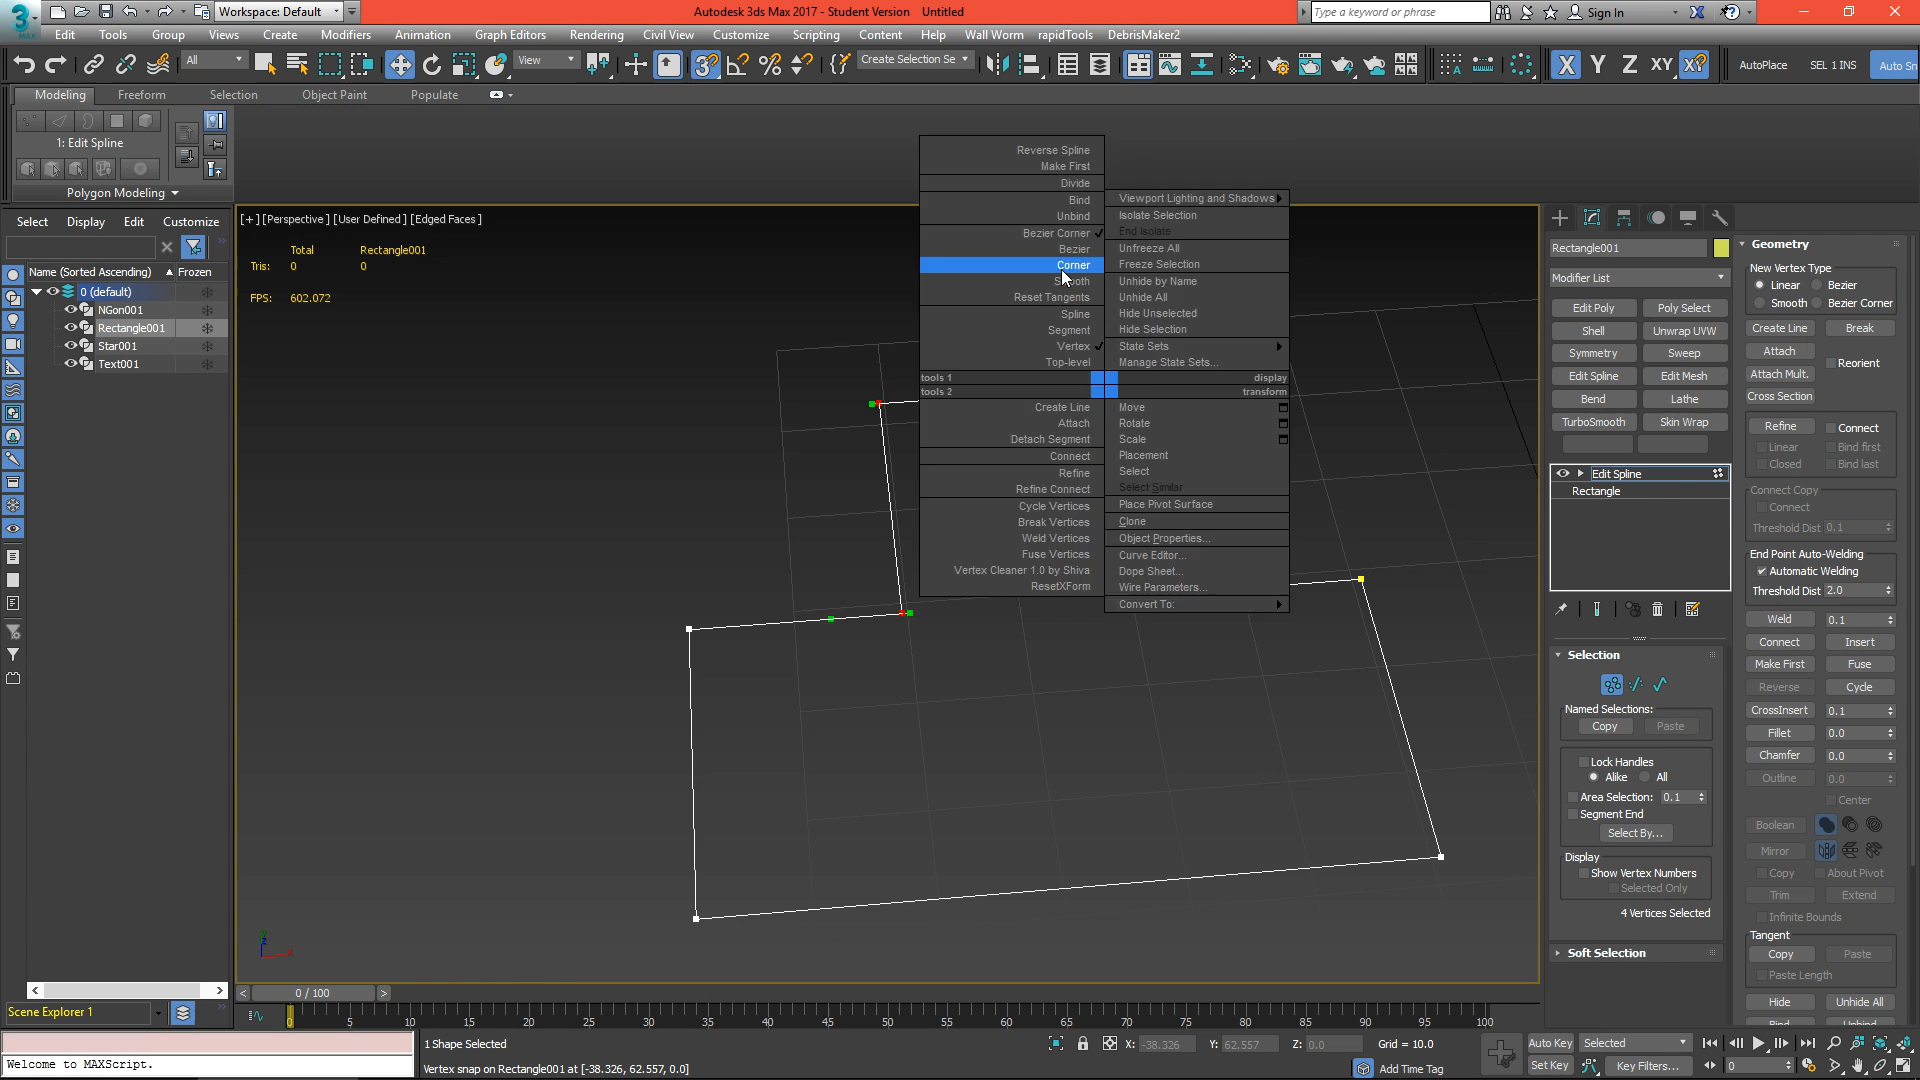 3
MAX
Workspace: Default
Autodesk 3ds Max 2017 - Student Version   Untitled
Type a keyword or phrase
Sign In
Edit Tools Group Views Create Modifiers Animation Graph Editors Rendering Civil View Customize Scripting Content Help Wall Worm rapidTools DebrisMaker2
All View Create Selection Se X Y Z XY AutoPlace SEL 1 INS Auto Sn
Modeling Freeform Selection Object Paint Populate
1: Edit Spline
Polygon Modeling
Select Display Edit Customize
Name (Sorted Ascending) Frozen
0 (default)
NGon001
Rectangle001
Star001
Text001
[+] [Perspective ] [User Defined ] [Edged Faces ]
Total Rectangle001
Tris: 0 0
FPS: 602.072
Reverse Spline
Make First
Divide
Bind
Unbind
Bezier Corner
Bezier
Corner
Smooth
Reset Tangents
Spline
Segment
Vertex
Top-level
tools 1
tools 2
Create Line
Attach
Detach Segment
Connect
Refine
Refine Connect
Cycle Vertices
Break Vertices
Weld Vertices
Fuse Vertices
Vertex Cleaner 1.0 by Shiva
ResetXForm
Viewport Lighting and Shadows
Isolate Selection
End Isolate
Unfreeze All
Freeze Selection
Unhide by Name
Unhide All
Hide Unselected
Hide Selection
State Sets
Manage State Sets...
display
transform
Move
Rotate
Scale
Placement
Select
Select Similar
Place Pivot Surface
Clone
Object Properties...
Curve Editor...
Dope Sheet...
Wire Parameters...
Convert To:
Rectangle001
Modifier List
Edit Poly Poly Select
Shell Unwrap UVW
Symmetry Sweep
Edit Spline Edit Mesh
Bend Lathe
TurboSmooth Skin Wrap
Edit Spline
Rectangle
Selection
Named Selections:
Copy Paste
Lock Handles
Alike All
Area Selection: 0.1
Segment End
Select By...
Display
Show Vertex Numbers
Selected Only
4 Vertices Selected
Soft Selection
Geometry
New Vertex Type
Linear Bezier
Smooth Bezier Corner
Create Line Break
Attach
Reorient
Attach Mult.
Cross Section
Refine Connect
Linear Bind first
Closed Bind last
Connect Copy
Connect
Threshold Dist 0.1
End Point Auto-Welding
Automatic Welding
Threshold Dist 2.0
Weld 0.1
Connect Insert
Make First Fuse
Reverse Cycle
CrossInsert 0.1
Fillet 0.0
Chamfer 0.0
Outline 0.0
Center
Boolean
Mirror
Copy About Pivot
Trim Extend
Infinite Bounds
Tangent
Copy Paste
Paste Length
Hide Unhide All
Bind Unbind
z
x
< 0 / 100 >
Scene Explorer 1
0 5 10 15 20 25 30 35 40 45 50 55 60 65 70 75 80 85 90 95 100
Welcome to MAXScript.
1 Shape Selected
Vertex snap on Rectangle001 at [-38.326, 62.557, 0.0]
X: -38.326 Y: 62.557 Z: 0.0 Grid = 10.0
Add Time Tag
Auto Key Selected
Set Key Key Filters...
0